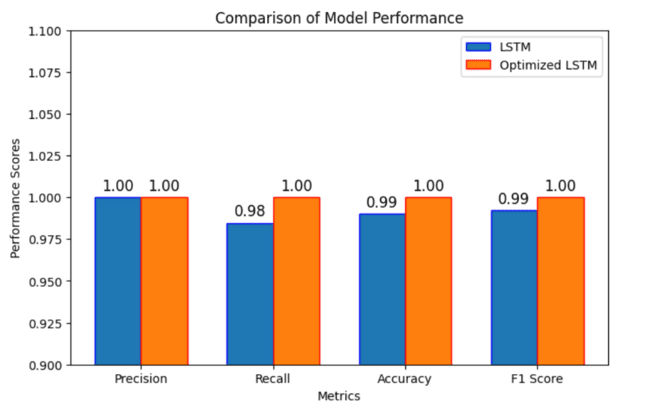 Comparison of Model Performance
LSTM
Optimized LSTM
Performance Scores
1.100
1.075
1.050
1.025
1.000
0.975
0.950
0.925
0.900
1.00 1.00
0.98 1.00
0.99 1.00
0.99 1.00
Precision Recall Accuracy F1 Score
Metrics